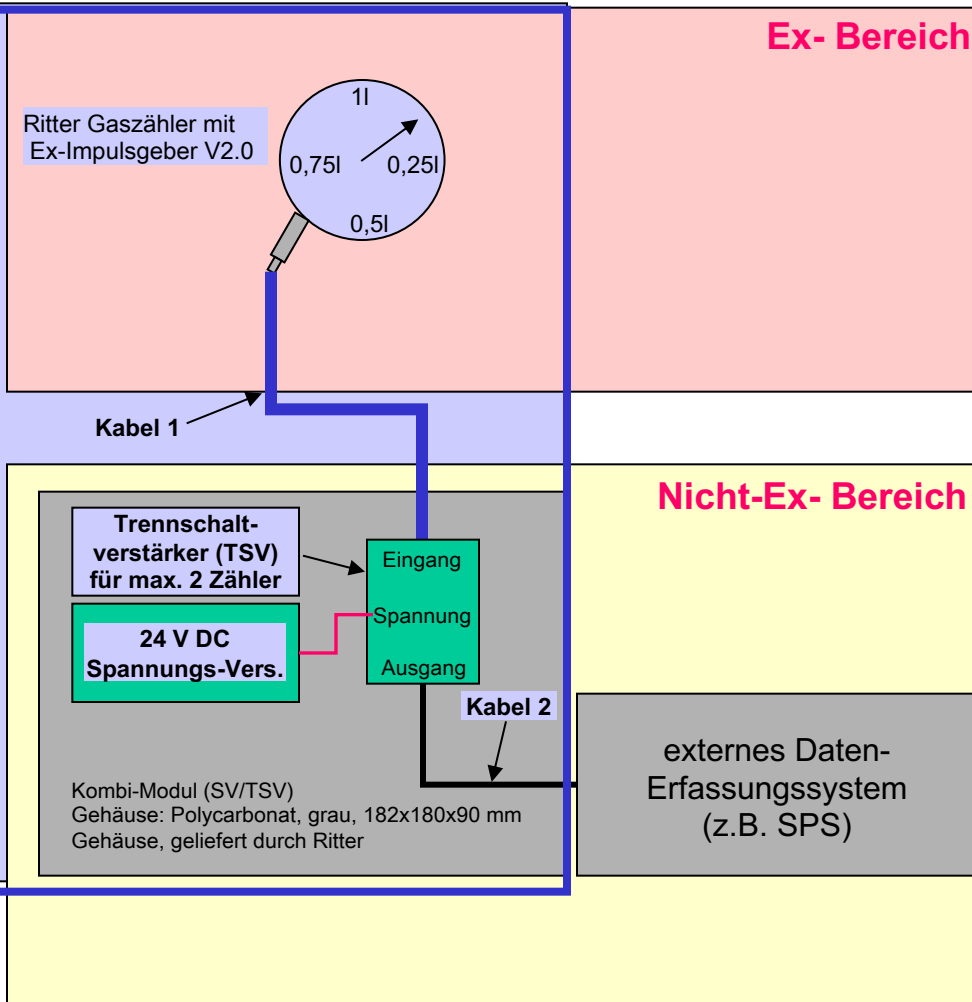 Ex- Bereich
Ritter Gaszähler mit
Ex-Impulsgeber V2.0
1l
0,75l
0,25l
0,5l
Kabel 1
Nicht-Ex- Bereich
Trennschalt-
verstärker (TSV)
für max. 2 Zähler
Eingang
Spannung
Ausgang
24 V DC
Spannungs-Vers.
Kabel 2
externes Daten-
Erfassungssystem
(z.B. SPS)
Kombi-Modul (SV/TSV)
Gehäuse: Polycarbonat, grau, 182x180x90 mm
Gehäuse, geliefert durch Ritter